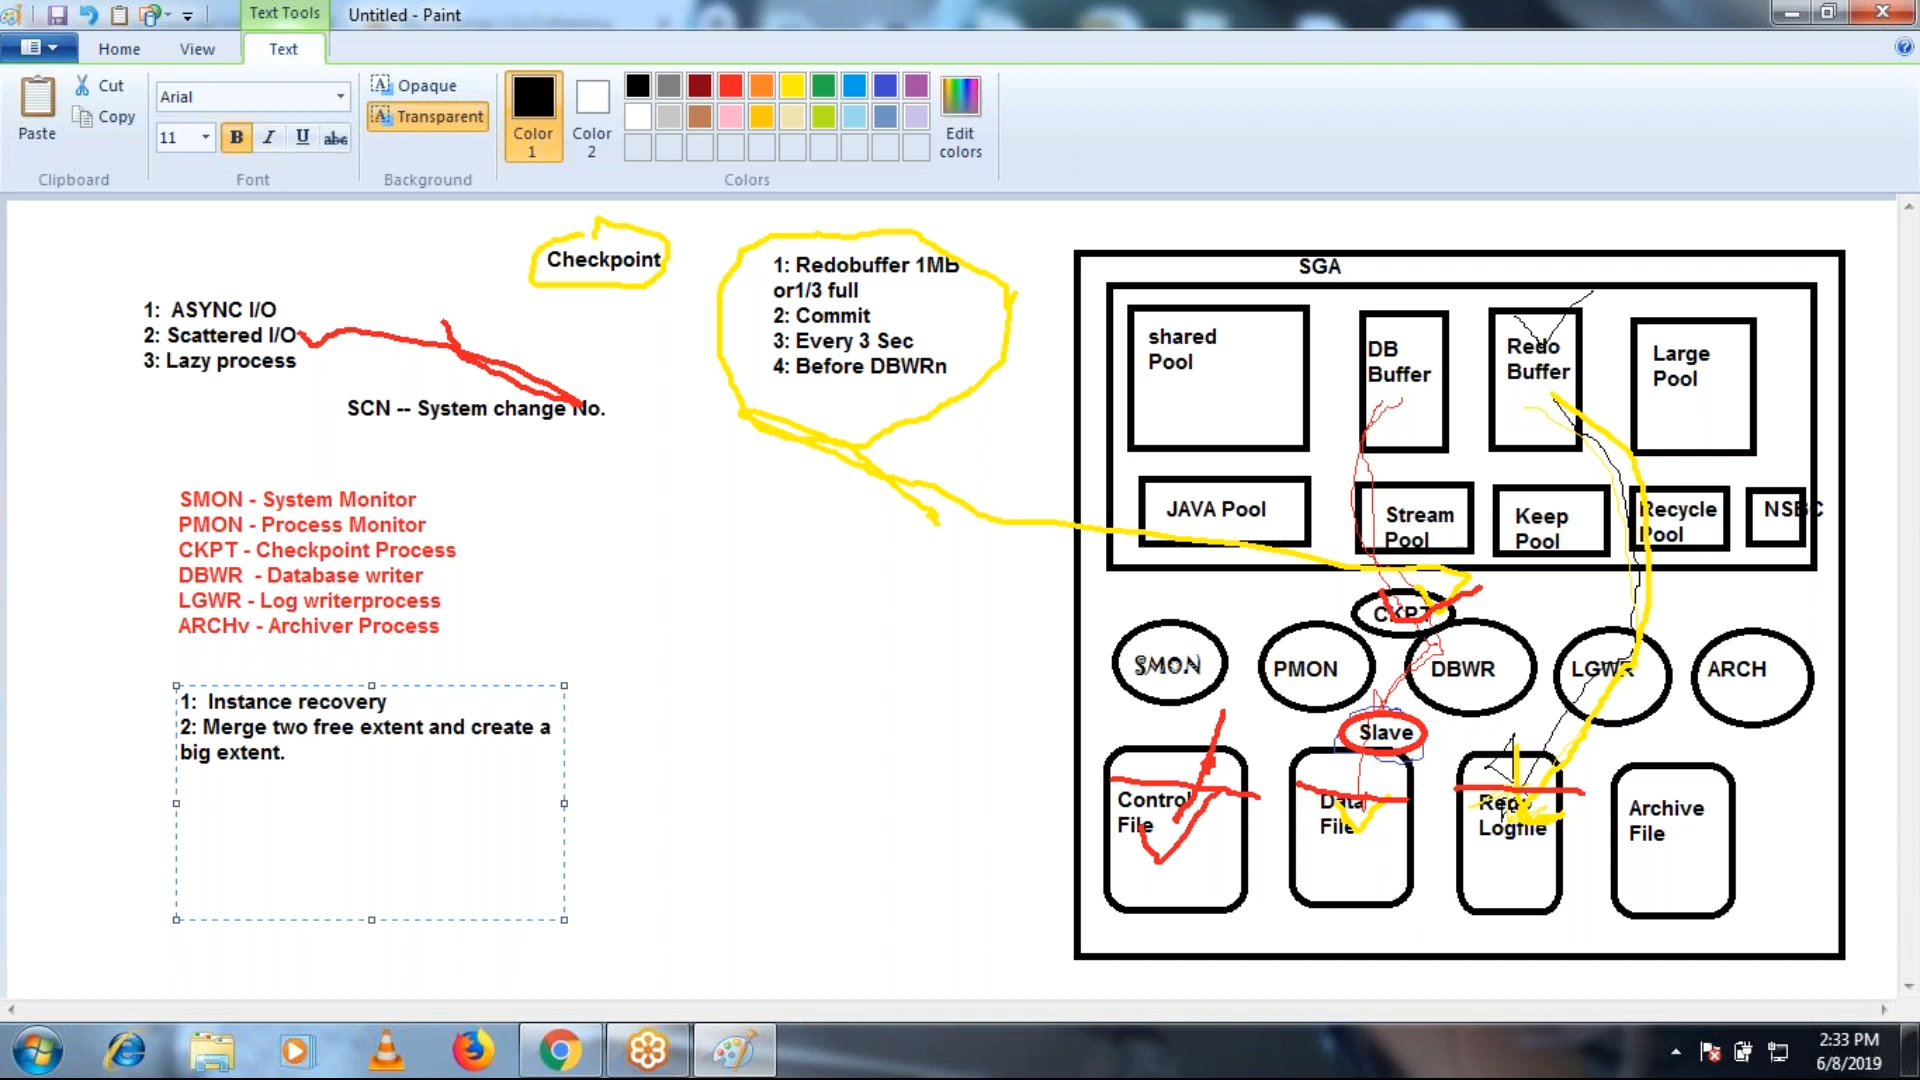 Text Tools
Untitled - Paint
Home
View
Text
Paste
Cut
Copy
Clipboard
Arial
11
B I U abc
Font
Opaque
Transparent
Background
Color 1
Color 2
Edit colors
Colors
Checkpoint
1: ASYNC I/O
2: Scattered I/O
3: Lazy process
SCN -- System change No.
1: Redobuffer 1MB
or1/3 full
2: Commit
3: Every 3 Sec
4: Before DBWRn
SMON - System Monitor
PMON - Process Monitor
CKPT - Checkpoint Process
DBWR - Database writer
LGWR - Log writerprocess
ARCHv - Archiver Process
1: Instance recovery
2: Merge two free extent and create a
big extent.
SGA
shared
Pool
DB
Buffer
Redo
Buffer
Large
Pool
JAVA Pool
Stream
Pool
Keep
Pool
Recycle
Pool
NSBC
CKPT
SMON
PMON
DBWR
LGWR
ARCH
Slave
Control
File
Data
File
Redo
Logfile
Archive
File
2:33 PM
6/8/2019